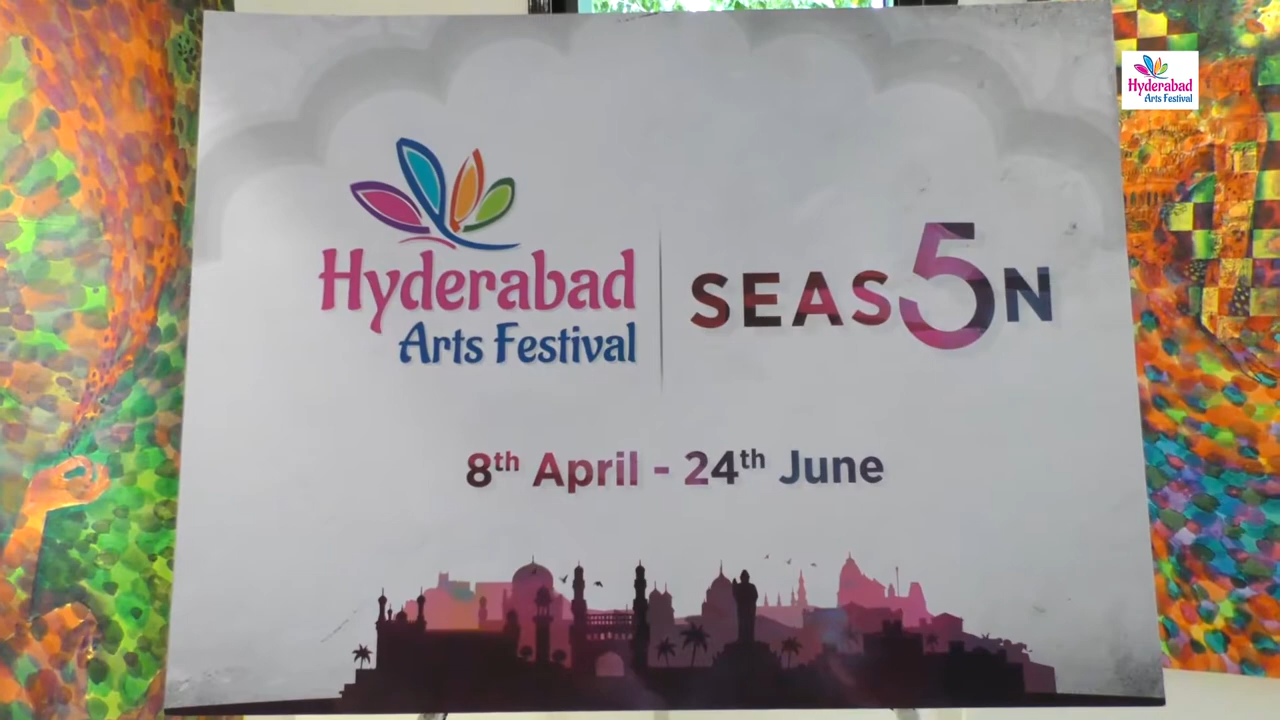 Hyderabad
Arts Festival
SEAS5N
8th April - 24th June
Hyderabad
Arts Festival